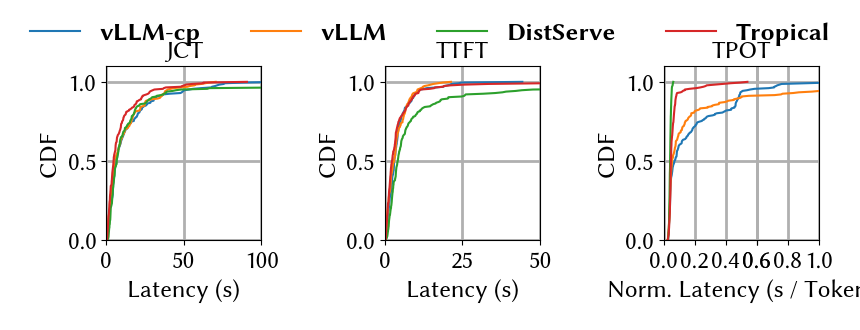 vLLM-cp vLLM DistServe Tropical
JCT TTFT TPOT
CDF 1.0 0.5 0.0
0 50 100
Latency (s)
CDF 1.0 0.5 0.0
0 25 50
Latency (s)
CDF 1.0 0.5 0.0
0.0 0.2 0.4 0.6 0.8 1.0
Norm. Latency (s / Token